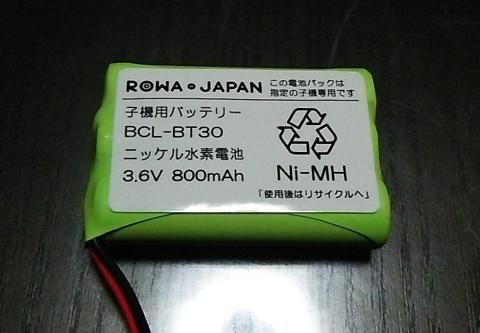 ROWA・JAPAN
この電池パックは
指定の子機専用です
子機用バッテリー
BCL-BT30
ニッケル水素電池
3.6V 800mAh
Ni-MH
「使用後はリサイクルへ」